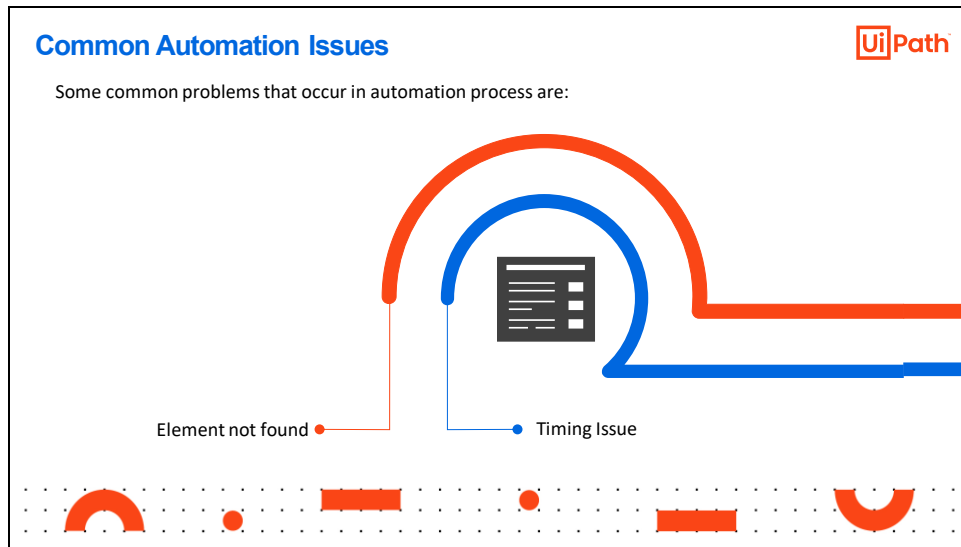 Common Automation Issues
UiPath
Some common problems that occur in automation process are:
Element not found
Timing Issue